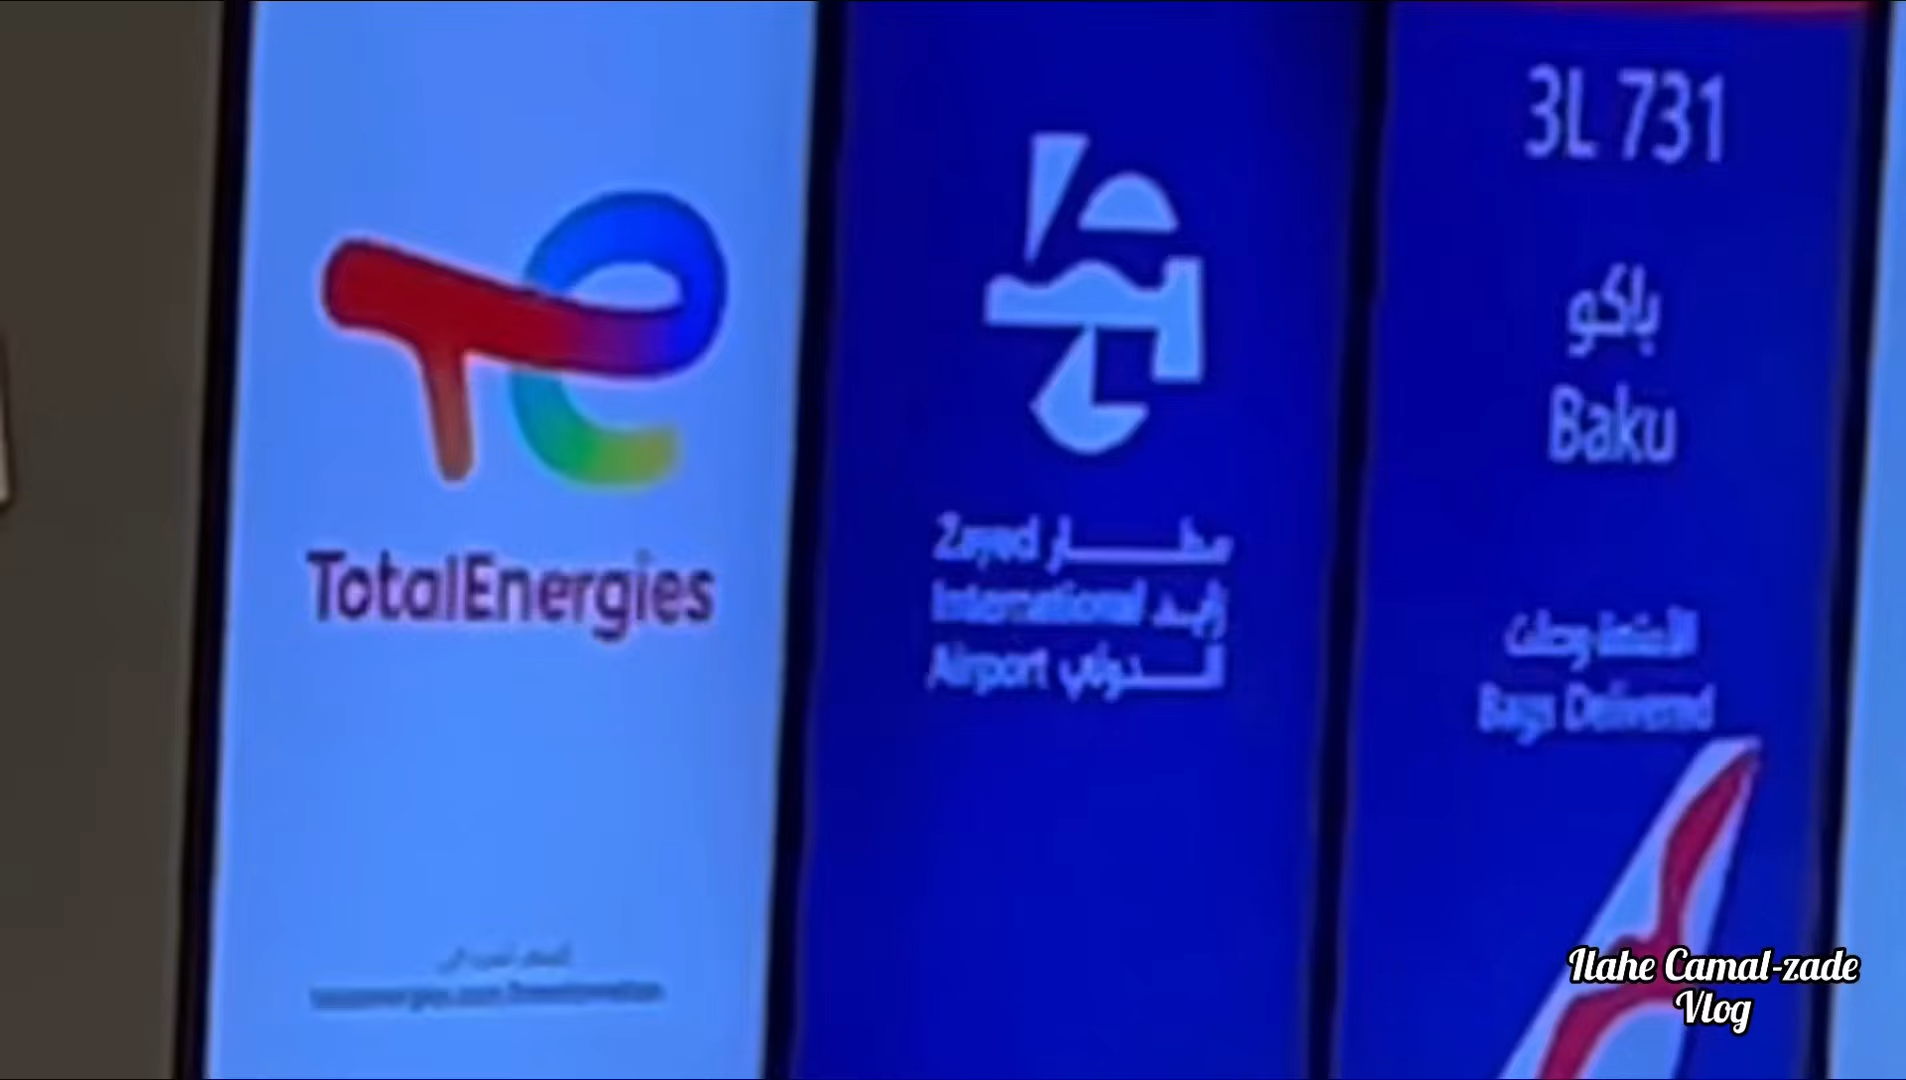 TotalEnergies
Zayed مطار
International زايد
Airport الدولي
3L 731
باكو
Baku
الأمتعة وصلت
Bags Delivered
Ilahe Camal-zade
Vlog